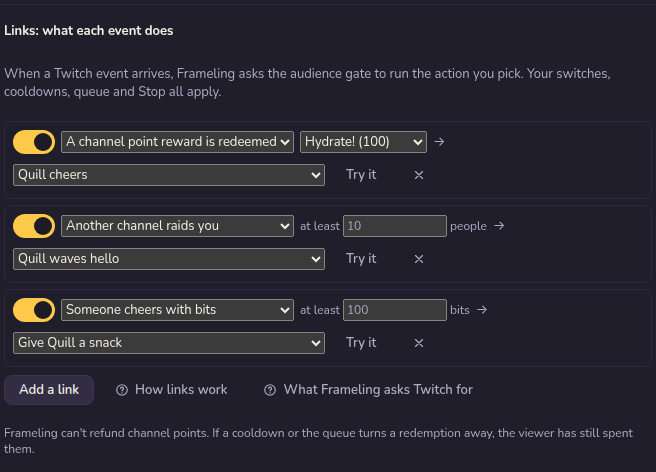 Links: what each event does
When a Twitch event arrives, Frameling asks the audience gate to run the action you pick. Your switches,
cooldowns, queue and Stop all apply.
A channel point reward is redeemed Hydrate! (100) →
Quill cheers Try it ×
Another channel raids you at least 10 people →
Quill waves hello Try it ×
Someone cheers with bits at least 100 bits →
Give Quill a snack Try it ×
Add a link ? How links work ? What Frameling asks Twitch for
Frameling can't refund channel points. If a cooldown or the queue turns a redemption away, the viewer has still spent
them.